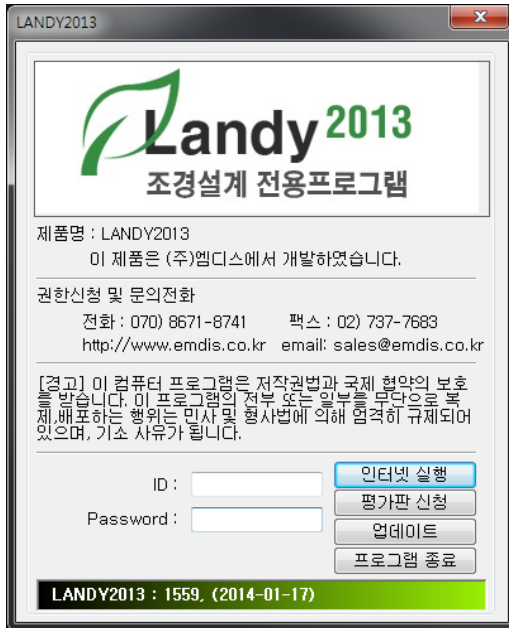 LANDY2013
Landy 2013
조경설계 전용프로그램
제품명 : LANDY2013
이 제품은 (주)엠디스에서 개발하였습니다.
권한신청 및 문의전화
전화 : 070) 8671-8741 팩스 : 02) 737-7683
http://www.emdis.co.kr email: sales@emdis.co.kr
[경고] 이 컴퓨터 프로그램은 저작권법과 국제 협약의 보호
를 받습니다. 이 프로그램의 전부 또는 일부를 무단으로 복
제,배포하는 행위는 민사 및 형사법에 의해 엄격히 규제되어
있으며, 기소 사유가 됩니다.
ID :
인터넷 실행
평가판 신청
Password :
업데이트
프로그램 종료
LANDY2013 : 1559, (2014-01-17)